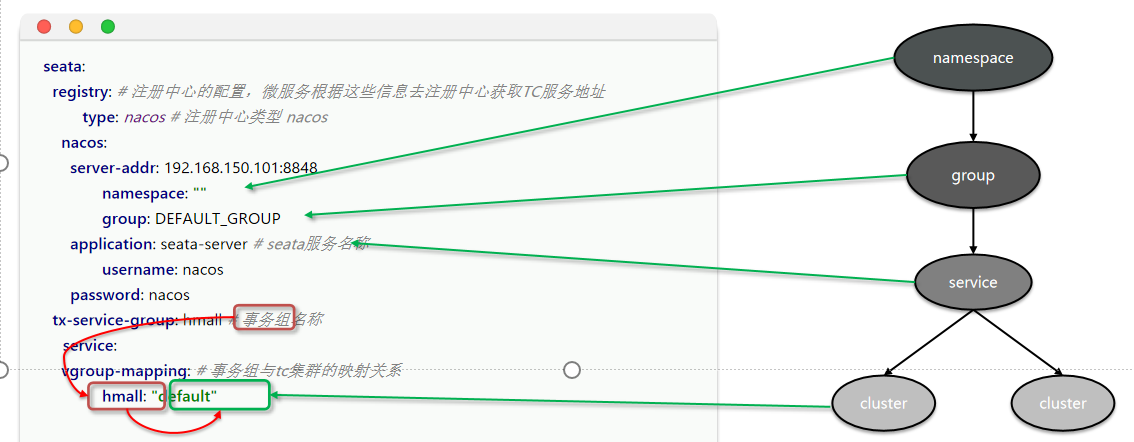 seata:
registry: # 注册中心的配置，微服务根据这些信息去注册中心获取TC服务地址
type: nacos # 注册中心类型 nacos
nacos:
server-addr: 192.168.150.101:8848
namespace: ""
group: DEFAULT_GROUP
application: seata-server # seata服务名称
username: nacos
password: nacos
tx-service-group: hmall # 事务组名称
service:
vgroup-mapping: # 事务组与tc集群的映射关系
hmall: "default"
namespace
group
service
cluster
cluster